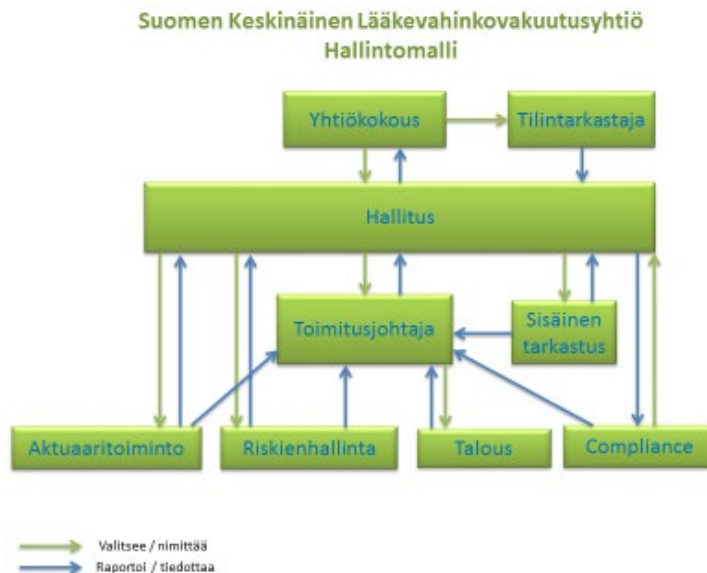 Suomen Keskinäinen Lääkevahinkovakuutusyhtiö
Hallintomalli
Yhtiökokous
Tilintarkastaja
Hallitus
Toimitusjohtaja
Sisäinen
tarkastus
Aktuaaritoiminto
Riskienhallinta
Talous
Compliance
Valitsee / nimittää
Raportoi / tiedottaa